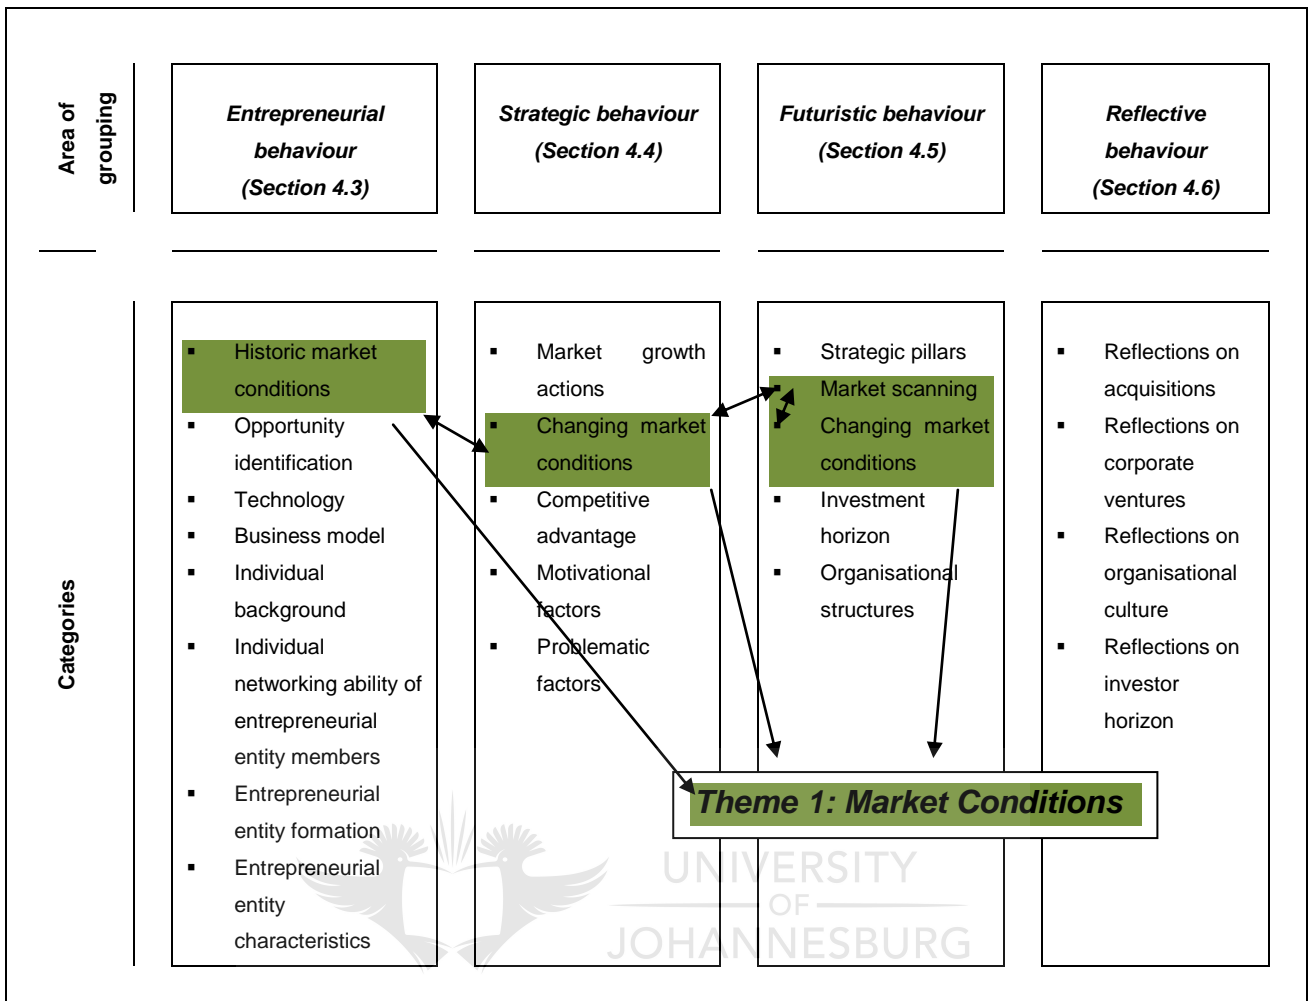 Area of
grouping
Entrepreneurial
behaviour
(Section 4.3)
Strategic behaviour
(Section 4.4)
Futuristic behaviour
(Section 4.5)
Reflective
behaviour
(Section 4.6)
Categories
▪ Historic market
conditions
▪ Opportunity
identification
▪ Technology
▪ Business model
▪ Individual
background
▪ Individual
networking ability of
entrepreneurial
entity members
▪ Entrepreneurial
entity formation
▪ Entrepreneurial
entity
characteristics
▪ Market growth
actions
▪ Changing market
conditions
▪ Competitive
advantage
▪ Motivational
factors
▪ Problematic
factors
▪ Strategic pillars
▪ Market scanning
▪ Changing market
conditions
▪ Investment
horizon
▪ Organisational
structures
▪ Reflections on
acquisitions
▪ Reflections on
corporate
ventures
▪ Reflections on
organisational
culture
▪ Reflections on
investor
horizon
Theme 1: Market Conditions
UNIVERSITY
OF
JOHANNESBURG